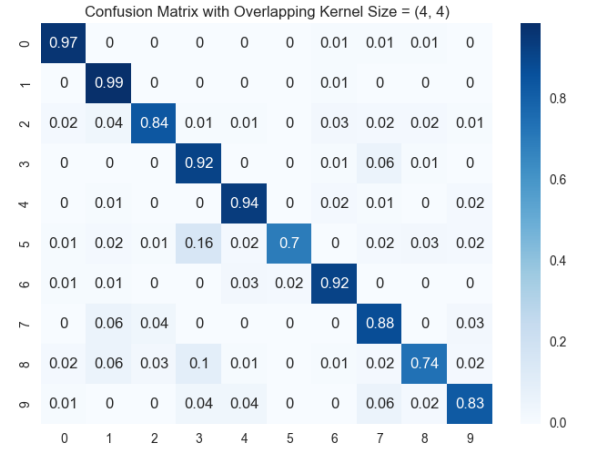 Confusion Matrix with Overlapping Kernel Size = (4, 4)
0 0.97 0 0 0 0 0 0.01 0.01 0.01 0
1 0 0.99 0 0 0 0 0.01 0 0 0
2 0.02 0.04 0.84 0.01 0.01 0 0.03 0.02 0.02 0.01
3 0 0 0 0.92 0 0 0.01 0.06 0.01 0
4 0 0.01 0 0 0.94 0 0.02 0.01 0 0.02
5 0.01 0.02 0.01 0.16 0.02 0.7 0 0.02 0.03 0.02
6 0.01 0.01 0 0 0.03 0.02 0.92 0 0 0
7 0 0.06 0.04 0 0 0 0 0.88 0 0.03
8 0.02 0.06 0.03 0.1 0.01 0 0.01 0.02 0.74 0.02
9 0.01 0 0 0.04 0.04 0 0 0.06 0.02 0.83
0 1 2 3 4 5 6 7 8 9
0.8
0.6
0.4
0.2
0.0